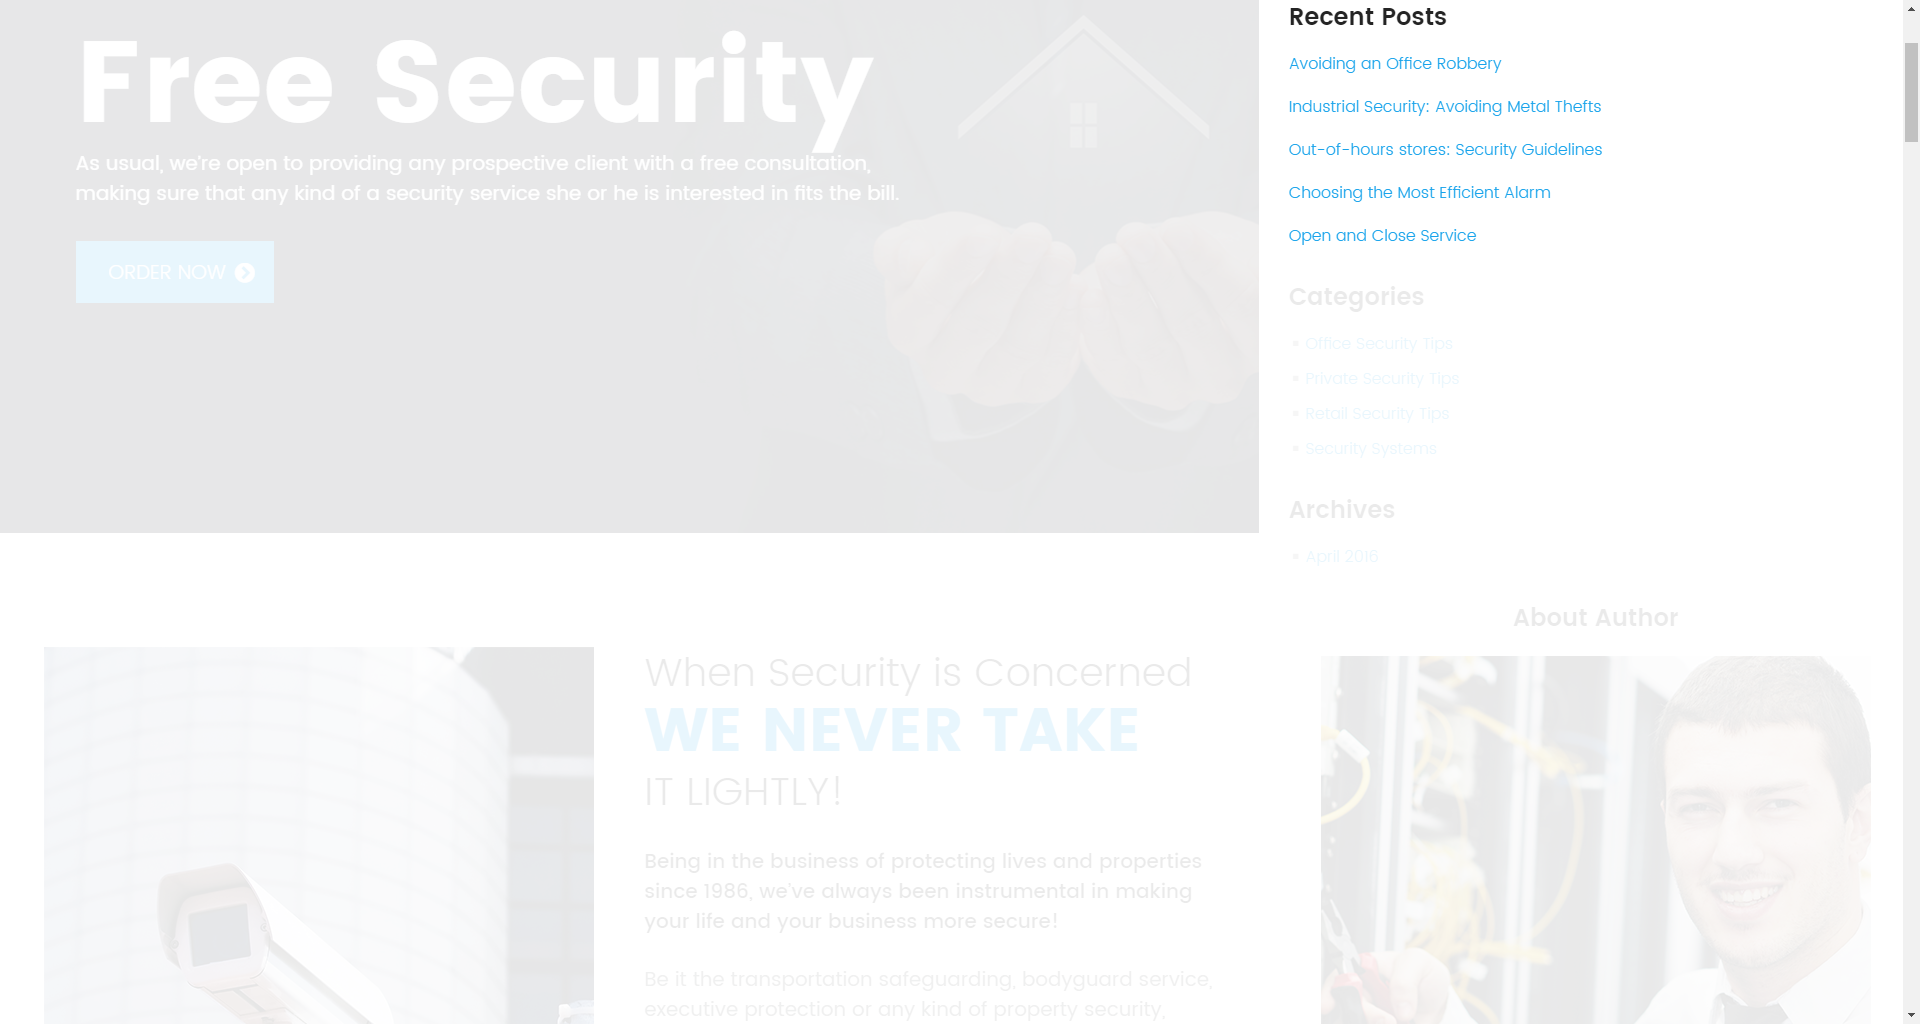 Free Security
As usual, we're open to providing any prospective client with a free consultation,
making sure that any kind of a security service she or he is interested in fits the bill.
ORDER NOW
When Security is Concerned
WE NEVER TAKE
IT LIGHTLY!
Being in the business of protecting lives and properties
since 1986, we've always been instrumental in making
your life and your business more secure!
Be it the transportation safeguarding, bodyguard service,
executive protection or any kind of property security,
Recent Posts
Avoiding an Office Robbery
Industrial Security: Avoiding Metal Thefts
Out-of-hours stores: Security Guidelines
Choosing the Most Efficient Alarm
Open and Close Service
Categories
• Office Security Tips
• Private Security Tips
• Retail Security Tips
• Security Systems
Archives
• April 2016
About Author